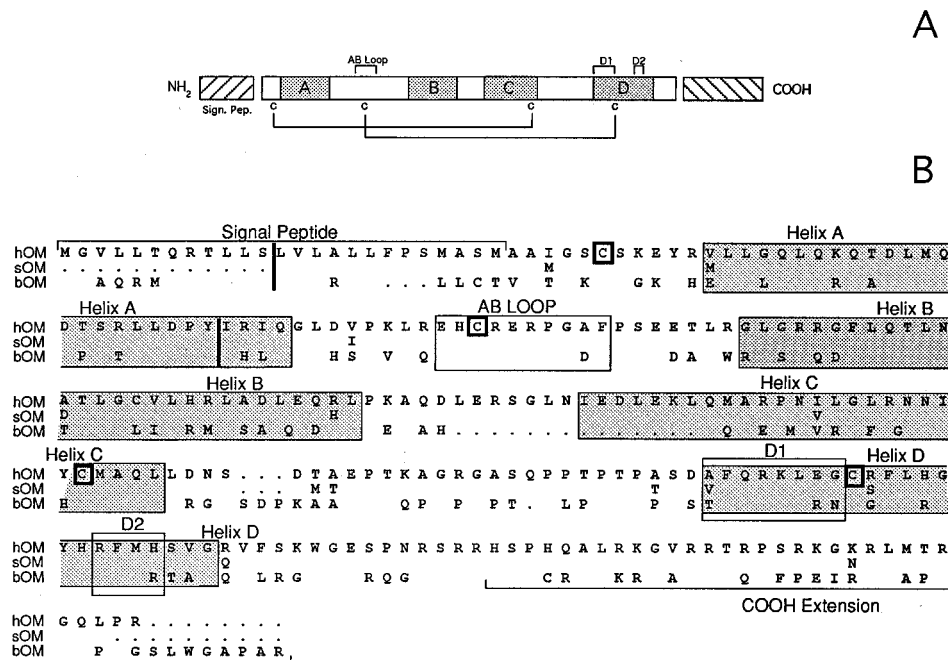 A
AB Loop D1 D2
NH2 A B C D COOH
Sign. Pep. C C C C
B
Signal Peptide Helix A
hOM M G V L L T Q R T L L S L V L A L L F P S M A S M A A I G S C S K E Y R V L L G Q L Q K Q T D L M Q
sOM . . . . . . . . . . . . M M
bOM A Q R M R L L C T V T K G K H E L R A
Helix A AB LOOP Helix B
hOM D T S R L L D P Y I R I Q G L D V P K L R E H C R E R P G A F P S E E T L R G L G R R G F L Q T L N
sOM I
bOM P T H L H S V Q D D A W R S Q D
Helix B Helix C
hOM A T L G C V L H R L A D L E Q R L P K A Q D L E R S G L N I E D L E K L Q M A R P N I L G L R N N I
sOM D H V
bOM T L I R M S A Q D E A H . . . . . . . . . . . . . . Q E M V R F G
Helix C D1 Helix D
hOM Y C M A Q L L D N S . . . D T A E P T K A G R G A S Q P P T P T P A S D A F Q R K L E G C R F L H G
sOM . . . M T T V S
bOM H R G S D P K A A Q P P T . L P P S T R N G R
D2 Helix D
hOM Y H R F M H S V G R V F S K W G E S P N R S R R H S P H Q A L R K G V R R T R P S R K G K R L M T R
sOM Q N
bOM R T A Q L R G R Q G C R K R A Q F P E I R A P
COOH Extension
hOM G Q L P R . . . . . . . .
sOM . . . . . . . . . .
bOM P G S L W G A P A R ,